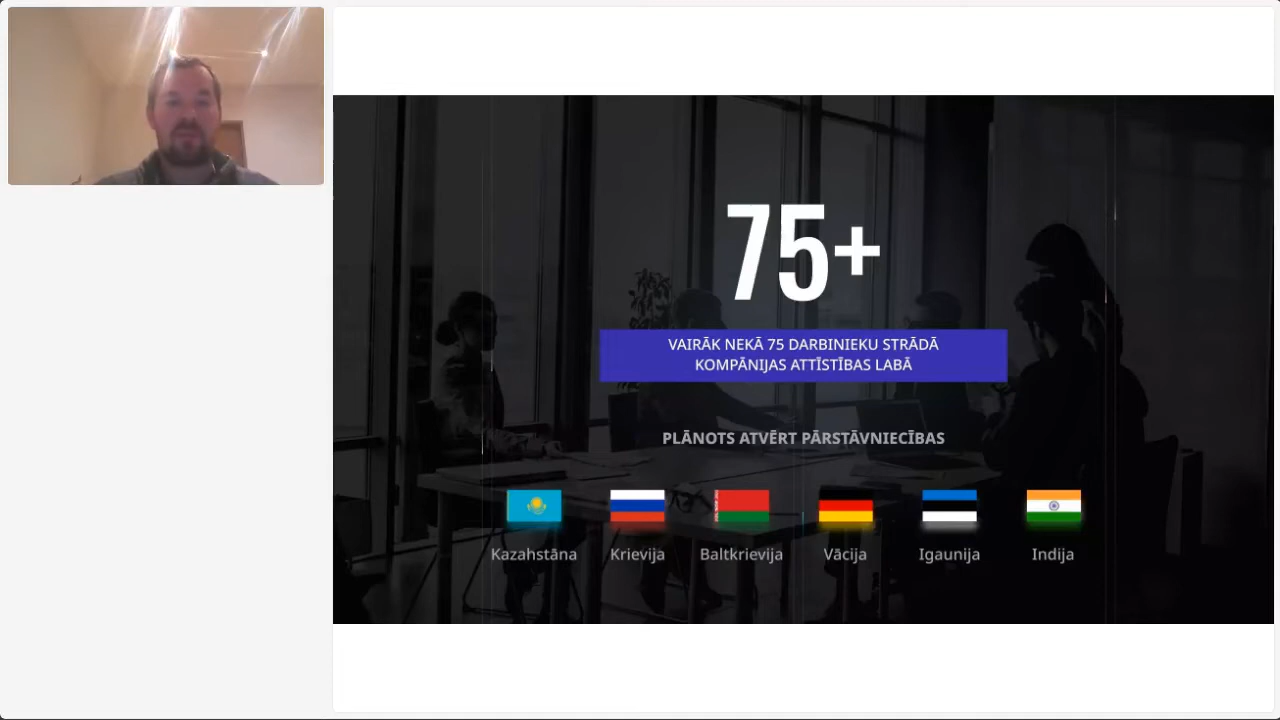 75+
VAIRĀK NEKĀ 75 DARBINIEKU STRĀDĀ
KOMPĀNIJAS ATTĪSTĪBAS LABĀ
PLĀNOTS ATVĒRT PĀRSTĀVNIECĪBAS
Kazahstāna Krievija Baltkrievija Vācija Igaunija Indija